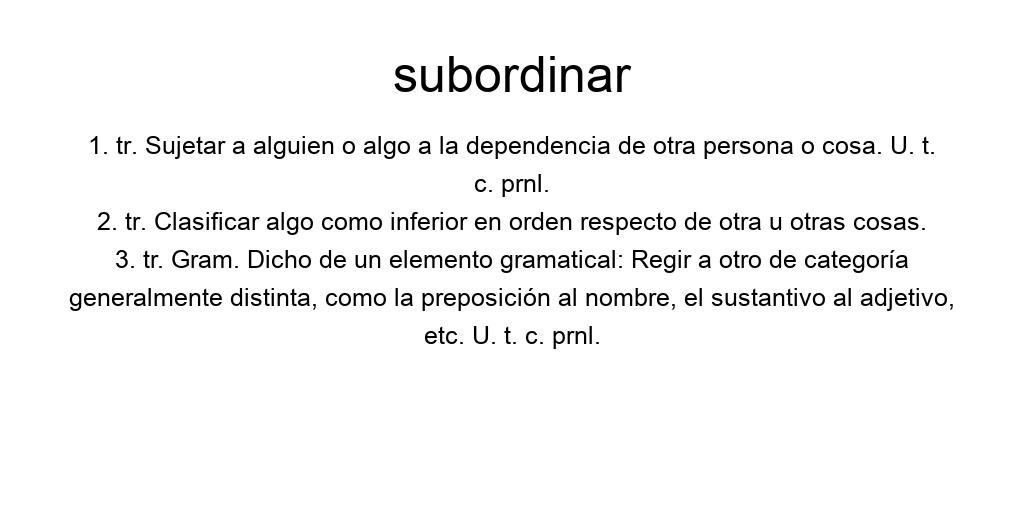 subordinar
1. tr. Sujetar a alguien o algo a la dependencia de otra persona o cosa. U. t.
c. prnl.
2. tr. Clasificar algo como inferior en orden respecto de otra u otras cosas.
3. tr. Gram. Dicho de un elemento gramatical: Regir a otro de categoría
generalmente distinta, como la preposición al nombre, el sustantivo al adjetivo,
etc. U. t. c. prnl.